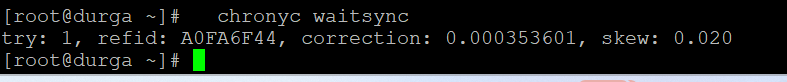 [root@durga ~]#   chronyc waitsync
try: 1, refid: A0FA6F44, correction: 0.000353601, skew: 0.020
[root@durga ~]#